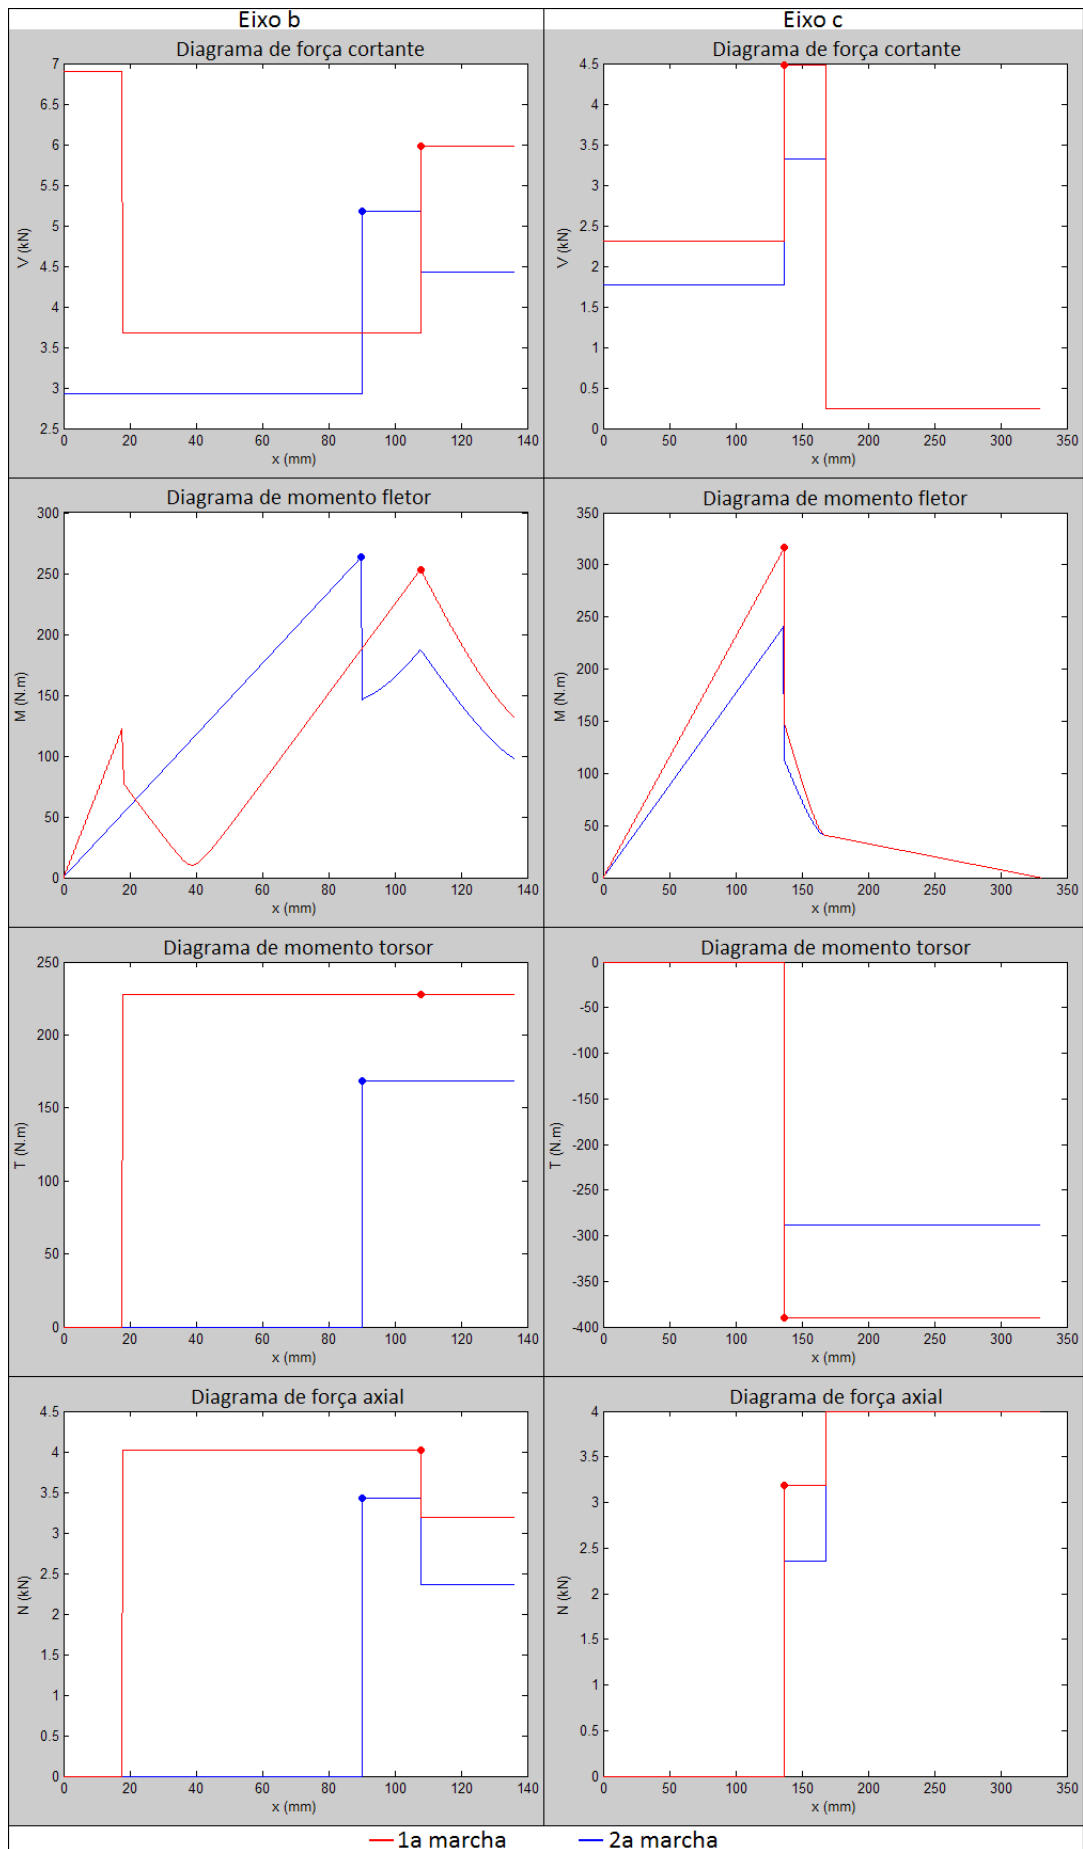 Eixo b
Eixo c
Diagrama de força cortante
7
6.5
6
5.5
5
4.5
4
3.5
3
2.5
V (kN)
0 20 40 60 80 100 120 140
x (mm)
Diagrama de força cortante
4.5
4
3.5
3
2.5
2
1.5
1
0.5
0
V (kN)
0 50 100 150 200 250 300 350
x (mm)
Diagrama de momento fletor
300
250
200
150
100
50
0
M (N.m)
0 20 40 60 80 100 120 140
x (mm)
Diagrama de momento fletor
350
300
250
200
150
100
50
0
M (N.m)
0 50 100 150 200 250 300 350
x (mm)
Diagrama de momento torsor
250
200
150
100
50
0
T (N.m)
0 20 40 60 80 100 120 140
x (mm)
Diagrama de momento torsor
0
-50
-100
-150
-200
-250
-300
-350
-400
T (N.m)
0 50 100 150 200 250 300 350
x (mm)
Diagrama de força axial
4.5
4
3.5
3
2.5
2
1.5
1
0.5
0
N (kN)
0 20 40 60 80 100 120 140
x (mm)
Diagrama de força axial
4
3.5
3
2.5
2
1.5
1
0.5
0
N (kN)
0 50 100 150 200 250 300 350
x (mm)
1a marcha
2a marcha